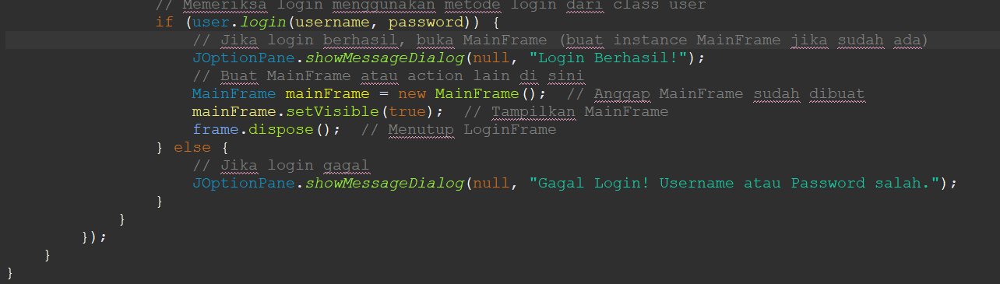 // Memeriksa login menggunakan metode login dari class user
if (user.login(username, password)) {
// Jika login berhasil, buka MainFrame (buat instance MainFrame jika sudah ada)
JOptionPane.showMessageDialog(null, "Login Berhasil!");
// Buat MainFrame atau action lain di sini
MainFrame mainFrame = new MainFrame();  // Anggap MainFrame sudah dibuat
mainFrame.setVisible(true);  // Tampilkan MainFrame
frame.dispose();  // Menutup LoginFrame
} else {
// Jika login gagal
JOptionPane.showMessageDialog(null, "Gagal Login! Username atau Password salah.");
}
}
});
}
}